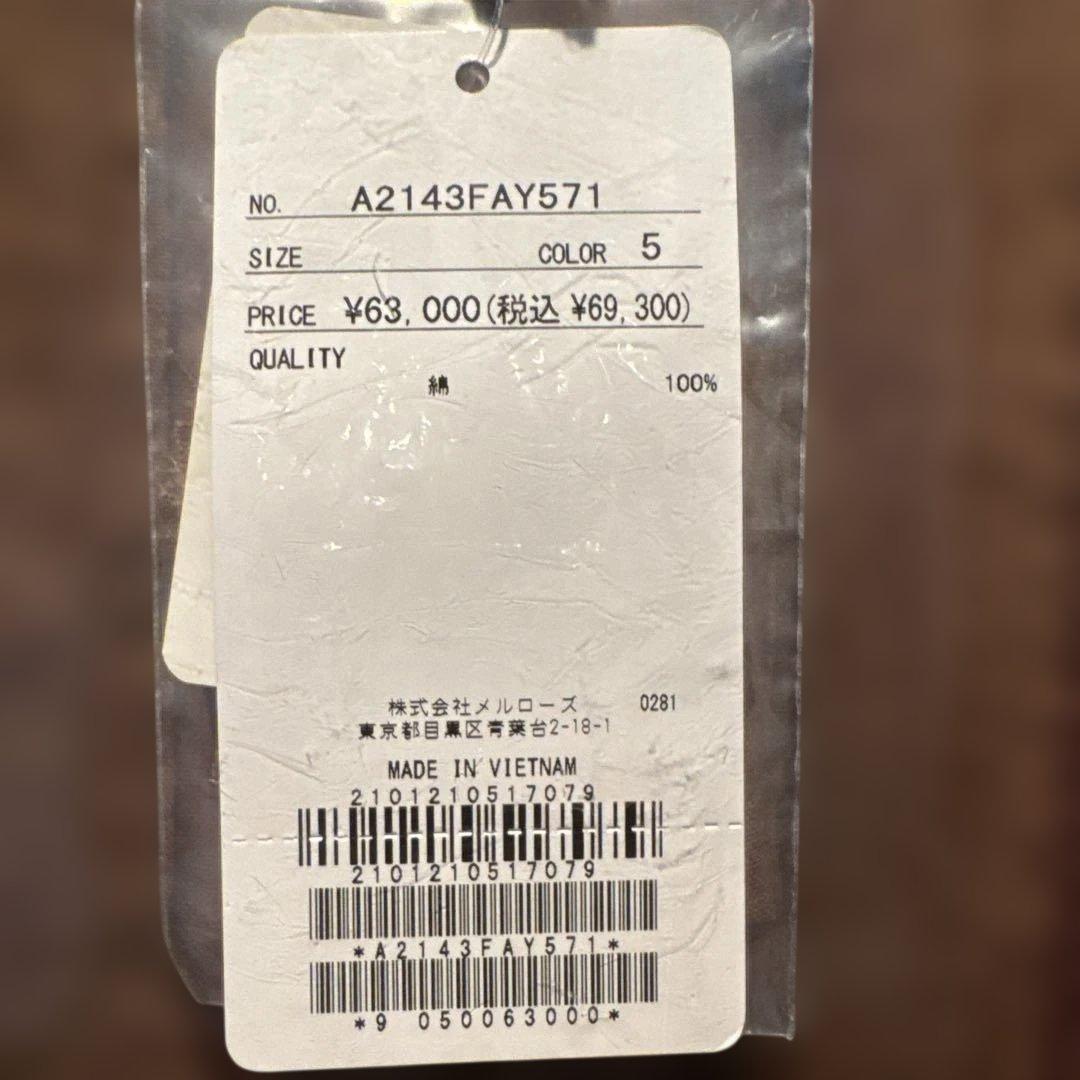 NO. A2143FAY571
SIZE COLOR 5
PRICE ¥63,000(税込 ¥69,300)
QUALITY
綿 100%
株式会社メルローズ 0281
東京都目黒区青葉台2-18-1
MADE IN VIETNAM
2101210517079
2101210517079
*A2143FAY571*
*9 050063000*